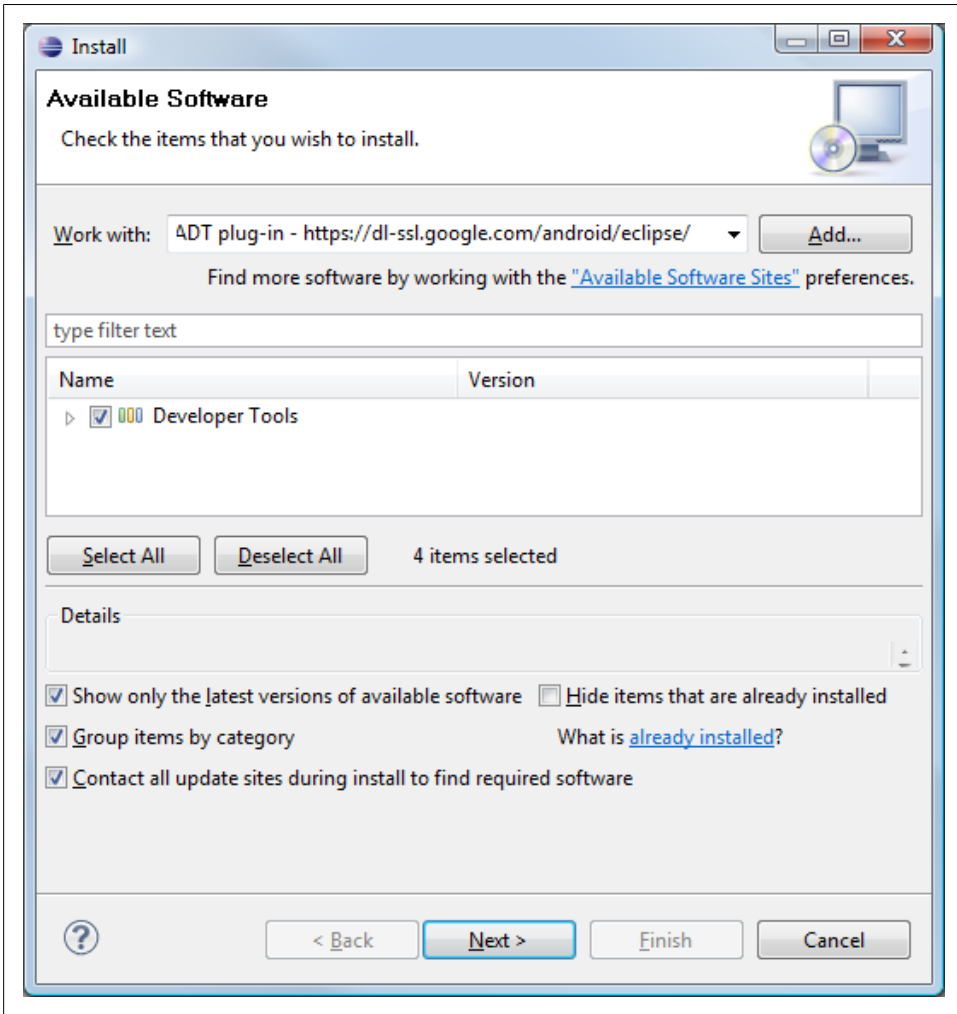 Install
Available Software
Check the items that you wish to install.
Work with: ADT plug-in - https://dl-ssl.google.com/android/eclipse/ Add...
Find more software by working with the "Available Software Sites" preferences.
type filter text
Name Version
Developer Tools
Select All Deselect All 4 items selected
Details
Show only the latest versions of available software Hide items that are already installed
Group items by category What is already installed?
Contact all update sites during install to find required software
? < Back Next > Finish Cancel